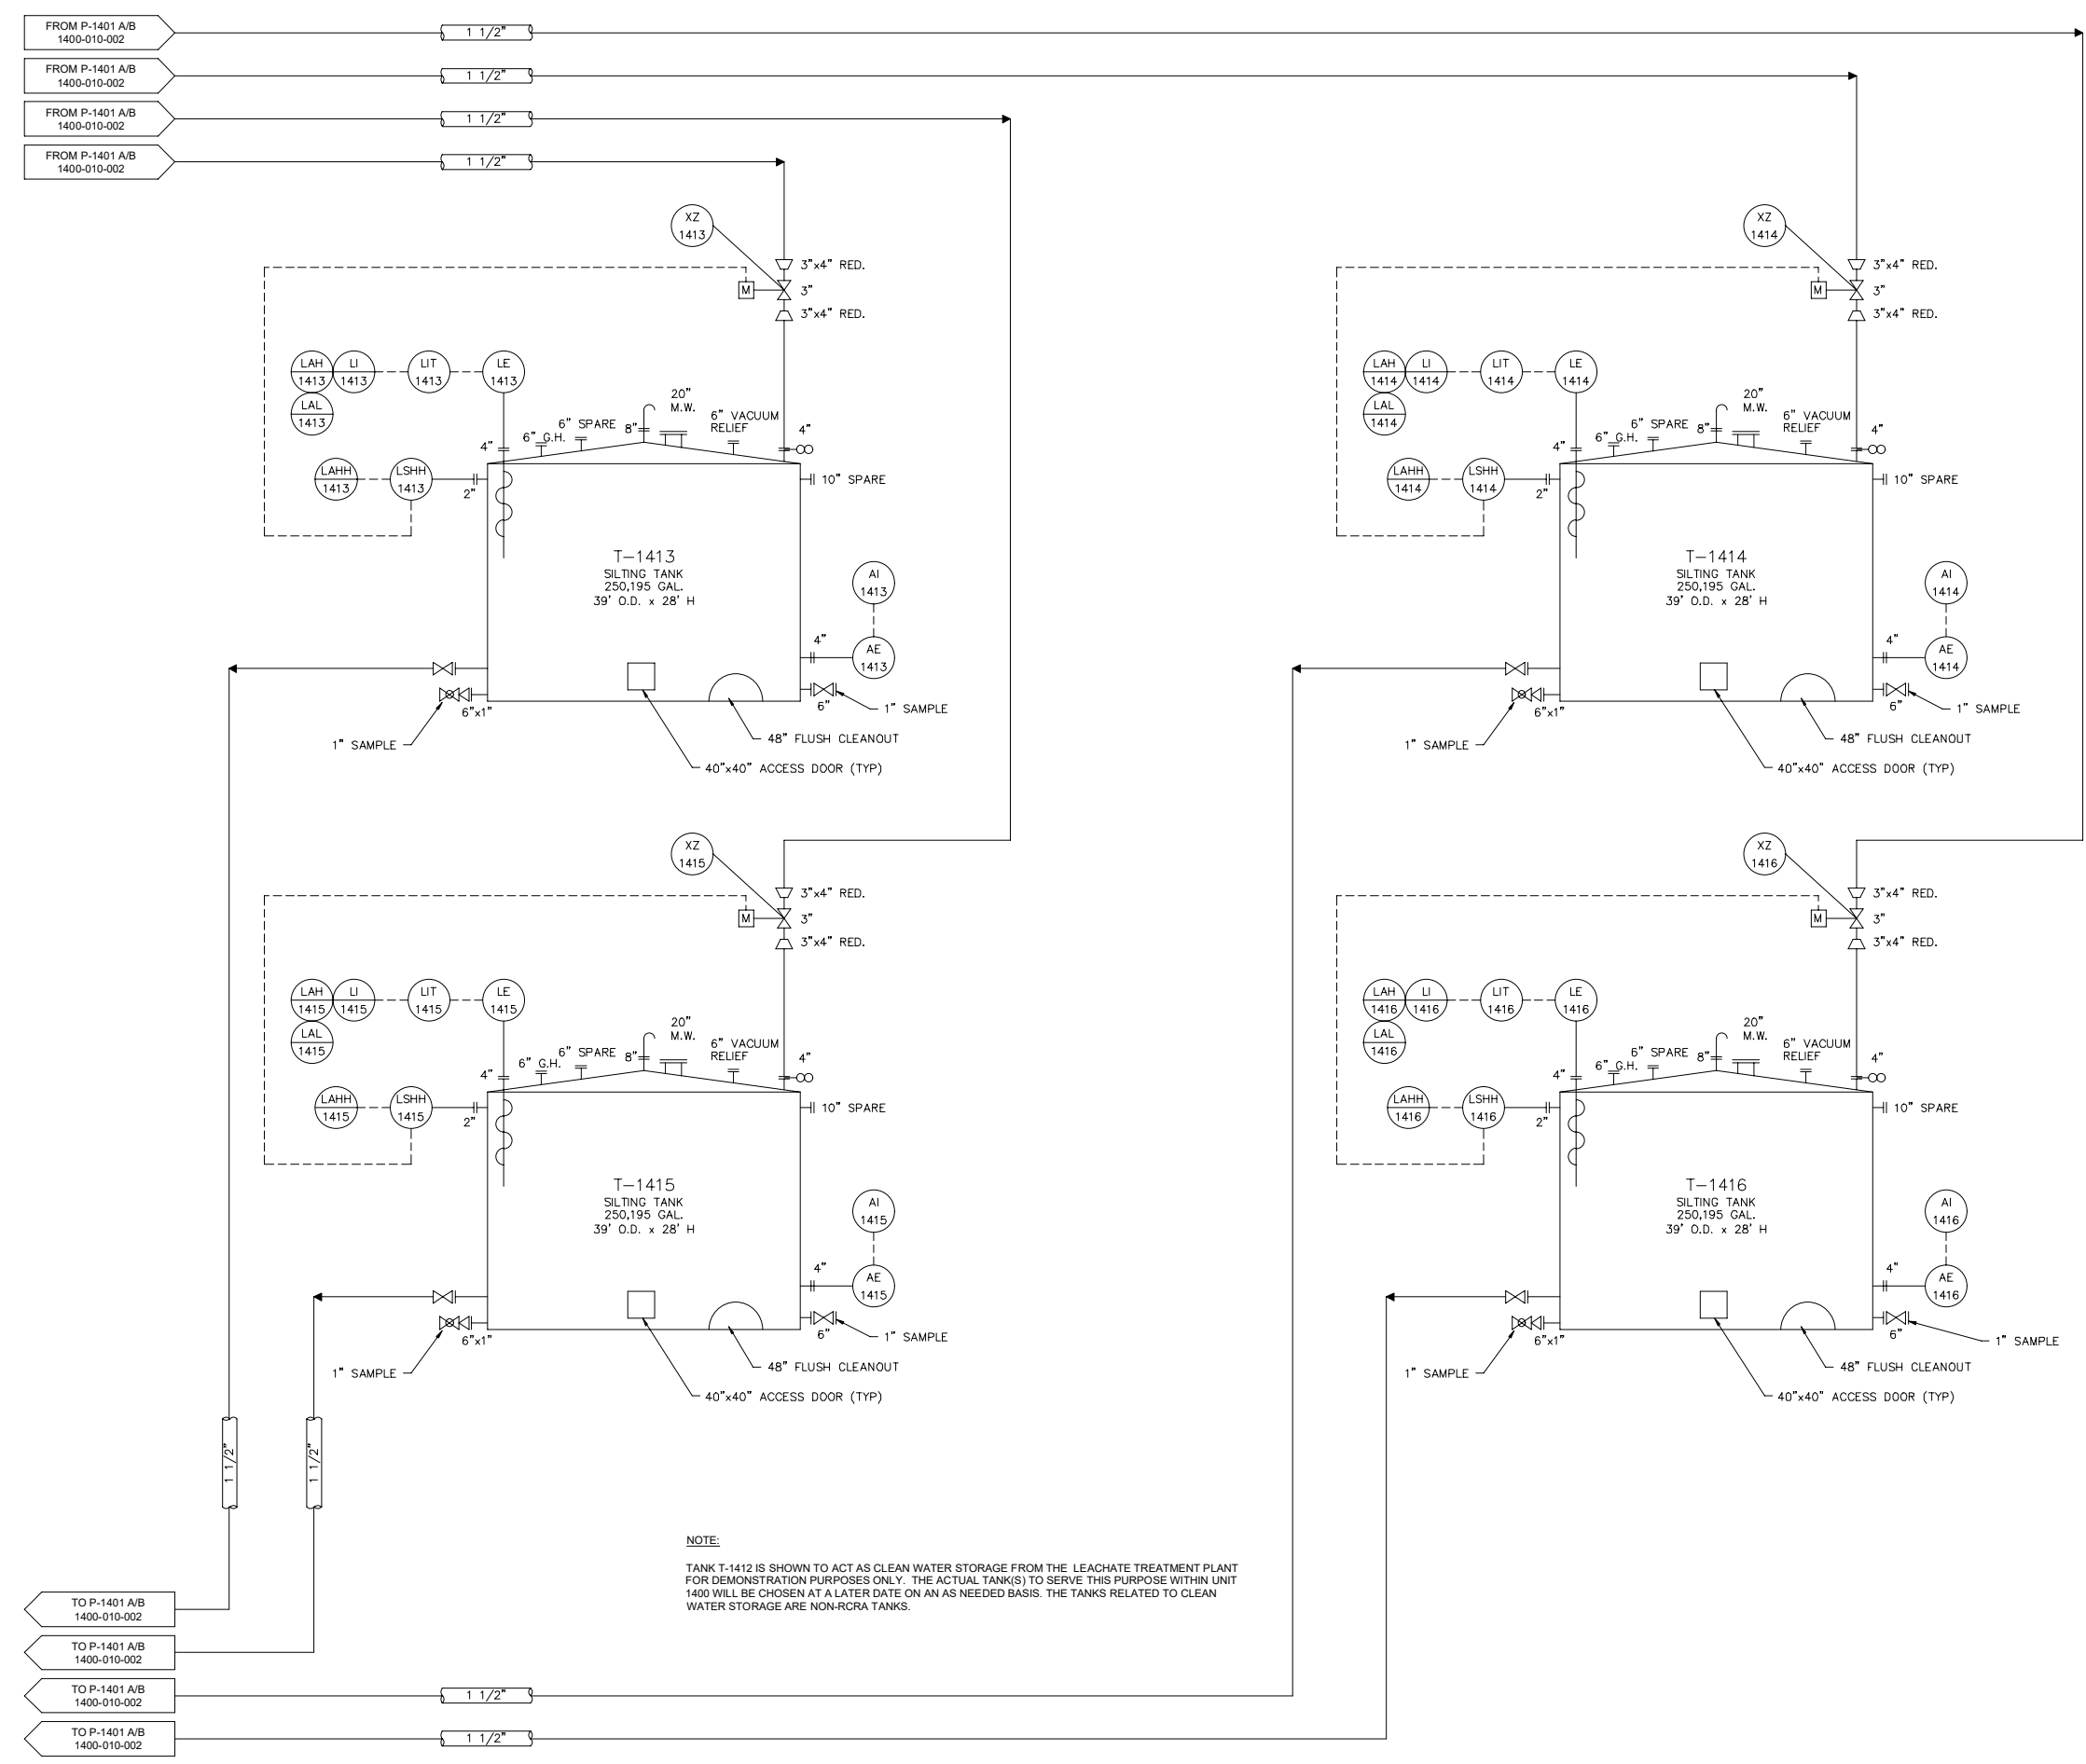 FROM P-1401 A/B
1400-010-002
1 1/2"
FROM P-1401 A/B
1400-010-002
1 1/2"
FROM P-1401 A/B
1400-010-002
1 1/2"
FROM P-1401 A/B
1400-010-002
1 1/2"
XZ
1413
3"x4" RED.
M
3"
3"x4" RED.
LAH
1413
LI
1413
LIT
1413
LE
1413
LAL
1413
20"
M.W.
6" VACUUM
RELIEF
6" SPARE
8"
6" G.H.
4"
4"
LAHH
1413
LSHH
1413
2"
10" SPARE
T-1413
SILTING TANK
250,195 GAL.
39' O.D. x 28' H
AI
1413
4"
AE
1413
6"x1"
6"
1" SAMPLE
1" SAMPLE
48" FLUSH CLEANOUT
40"x40" ACCESS DOOR (TYP)
XZ
1414
3"x4" RED.
M
3"
3"x4" RED.
LAH
1414
LI
1414
LIT
1414
LE
1414
LAL
1414
20"
M.W.
6" VACUUM
RELIEF
6" SPARE
8"
6" G.H.
4"
4"
LAHH
1414
LSHH
1414
2"
10" SPARE
T-1414
SILTING TANK
250,195 GAL.
39' O.D. x 28' H
AI
1414
4"
AE
1414
6"x1"
6"
1" SAMPLE
1" SAMPLE
48" FLUSH CLEANOUT
40"x40" ACCESS DOOR (TYP)
XZ
1415
3"x4" RED.
M
3"
3"x4" RED.
LAH
1415
LI
1415
LIT
1415
LE
1415
LAL
1415
20"
M.W.
6" VACUUM
RELIEF
6" SPARE
8"
6" G.H.
4"
4"
LAHH
1415
LSHH
1415
2"
10" SPARE
T-1415
SILTING TANK
250,195 GAL.
39' O.D. x 28' H
AI
1415
4"
AE
1415
6"x1"
6"
1" SAMPLE
1" SAMPLE
48" FLUSH CLEANOUT
40"x40" ACCESS DOOR (TYP)
XZ
1416
3"x4" RED.
M
3"
3"x4" RED.
LAH
1416
LI
1416
LIT
1416
LE
1416
LAL
1416
20"
M.W.
6" VACUUM
RELIEF
6" SPARE
8"
6" G.H.
4"
4"
LAHH
1416
LSHH
1416
2"
10" SPARE
T-1416
SILTING TANK
250,195 GAL.
39' O.D. x 28' H
AI
1416
4"
AE
1416
6"x1"
6"
1" SAMPLE
1" SAMPLE
48" FLUSH CLEANOUT
40"x40" ACCESS DOOR (TYP)
1 1/2"
1 1/2"
NOTE:
TANK T-1412 IS SHOWN TO ACT AS CLEAN WATER STORAGE FROM THE LEACHATE TREATMENT PLANT
FOR DEMONSTRATION PURPOSES ONLY. THE ACTUAL TANK(S) TO SERVE THIS PURPOSE WITHIN UNIT
1400 WILL BE CHOSEN AT A LATER DATE ON AN AS NEEDED BASIS. THE TANKS RELATED TO CLEAN
WATER STORAGE ARE NON-RCRA TANKS.
TO P-1401 A/B
1400-010-002
TO P-1401 A/B
1400-010-002
TO P-1401 A/B
1400-010-002
1 1/2"
TO P-1401 A/B
1400-010-002
1 1/2"